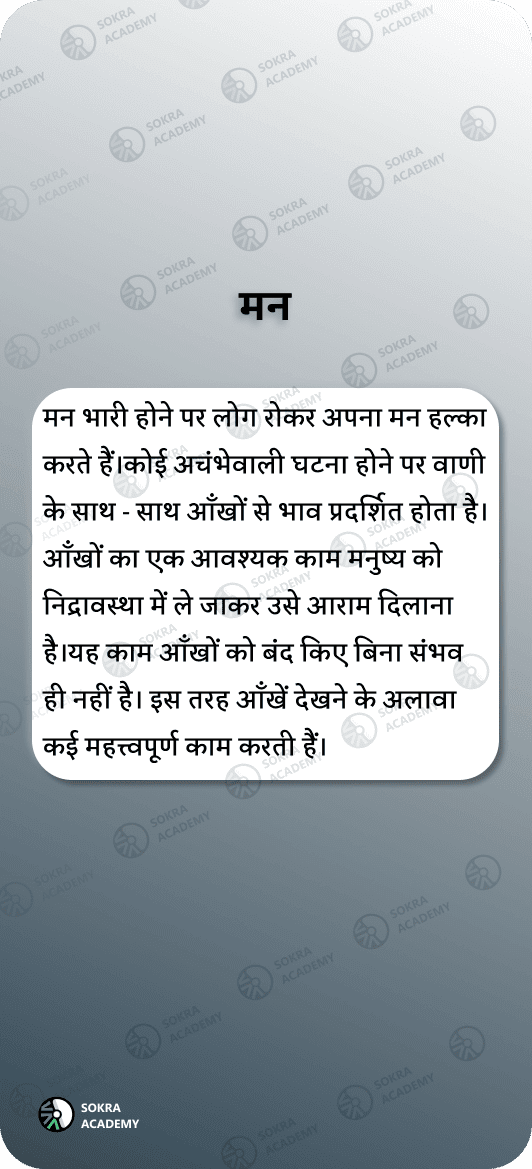 मन
मन भारी होने पर लोग रोकर अपना मन हल्का
करते हैं।कोई अचंभेवाली घटना होने पर वाणी
के साथ - साथ आँखों से भाव प्रदर्शित होता है।
आँखों का एक आवश्यक काम मनुष्य को
निद्रावस्था में ले जाकर उसे आराम दिलाना
है।यह काम आँखों को बंद किए बिना संभव
ही नहीं है। इस तरह आँखें देखने के अलावा
कई महत्त्वपूर्ण काम करती हैं।
SOKRA
ACADEMY